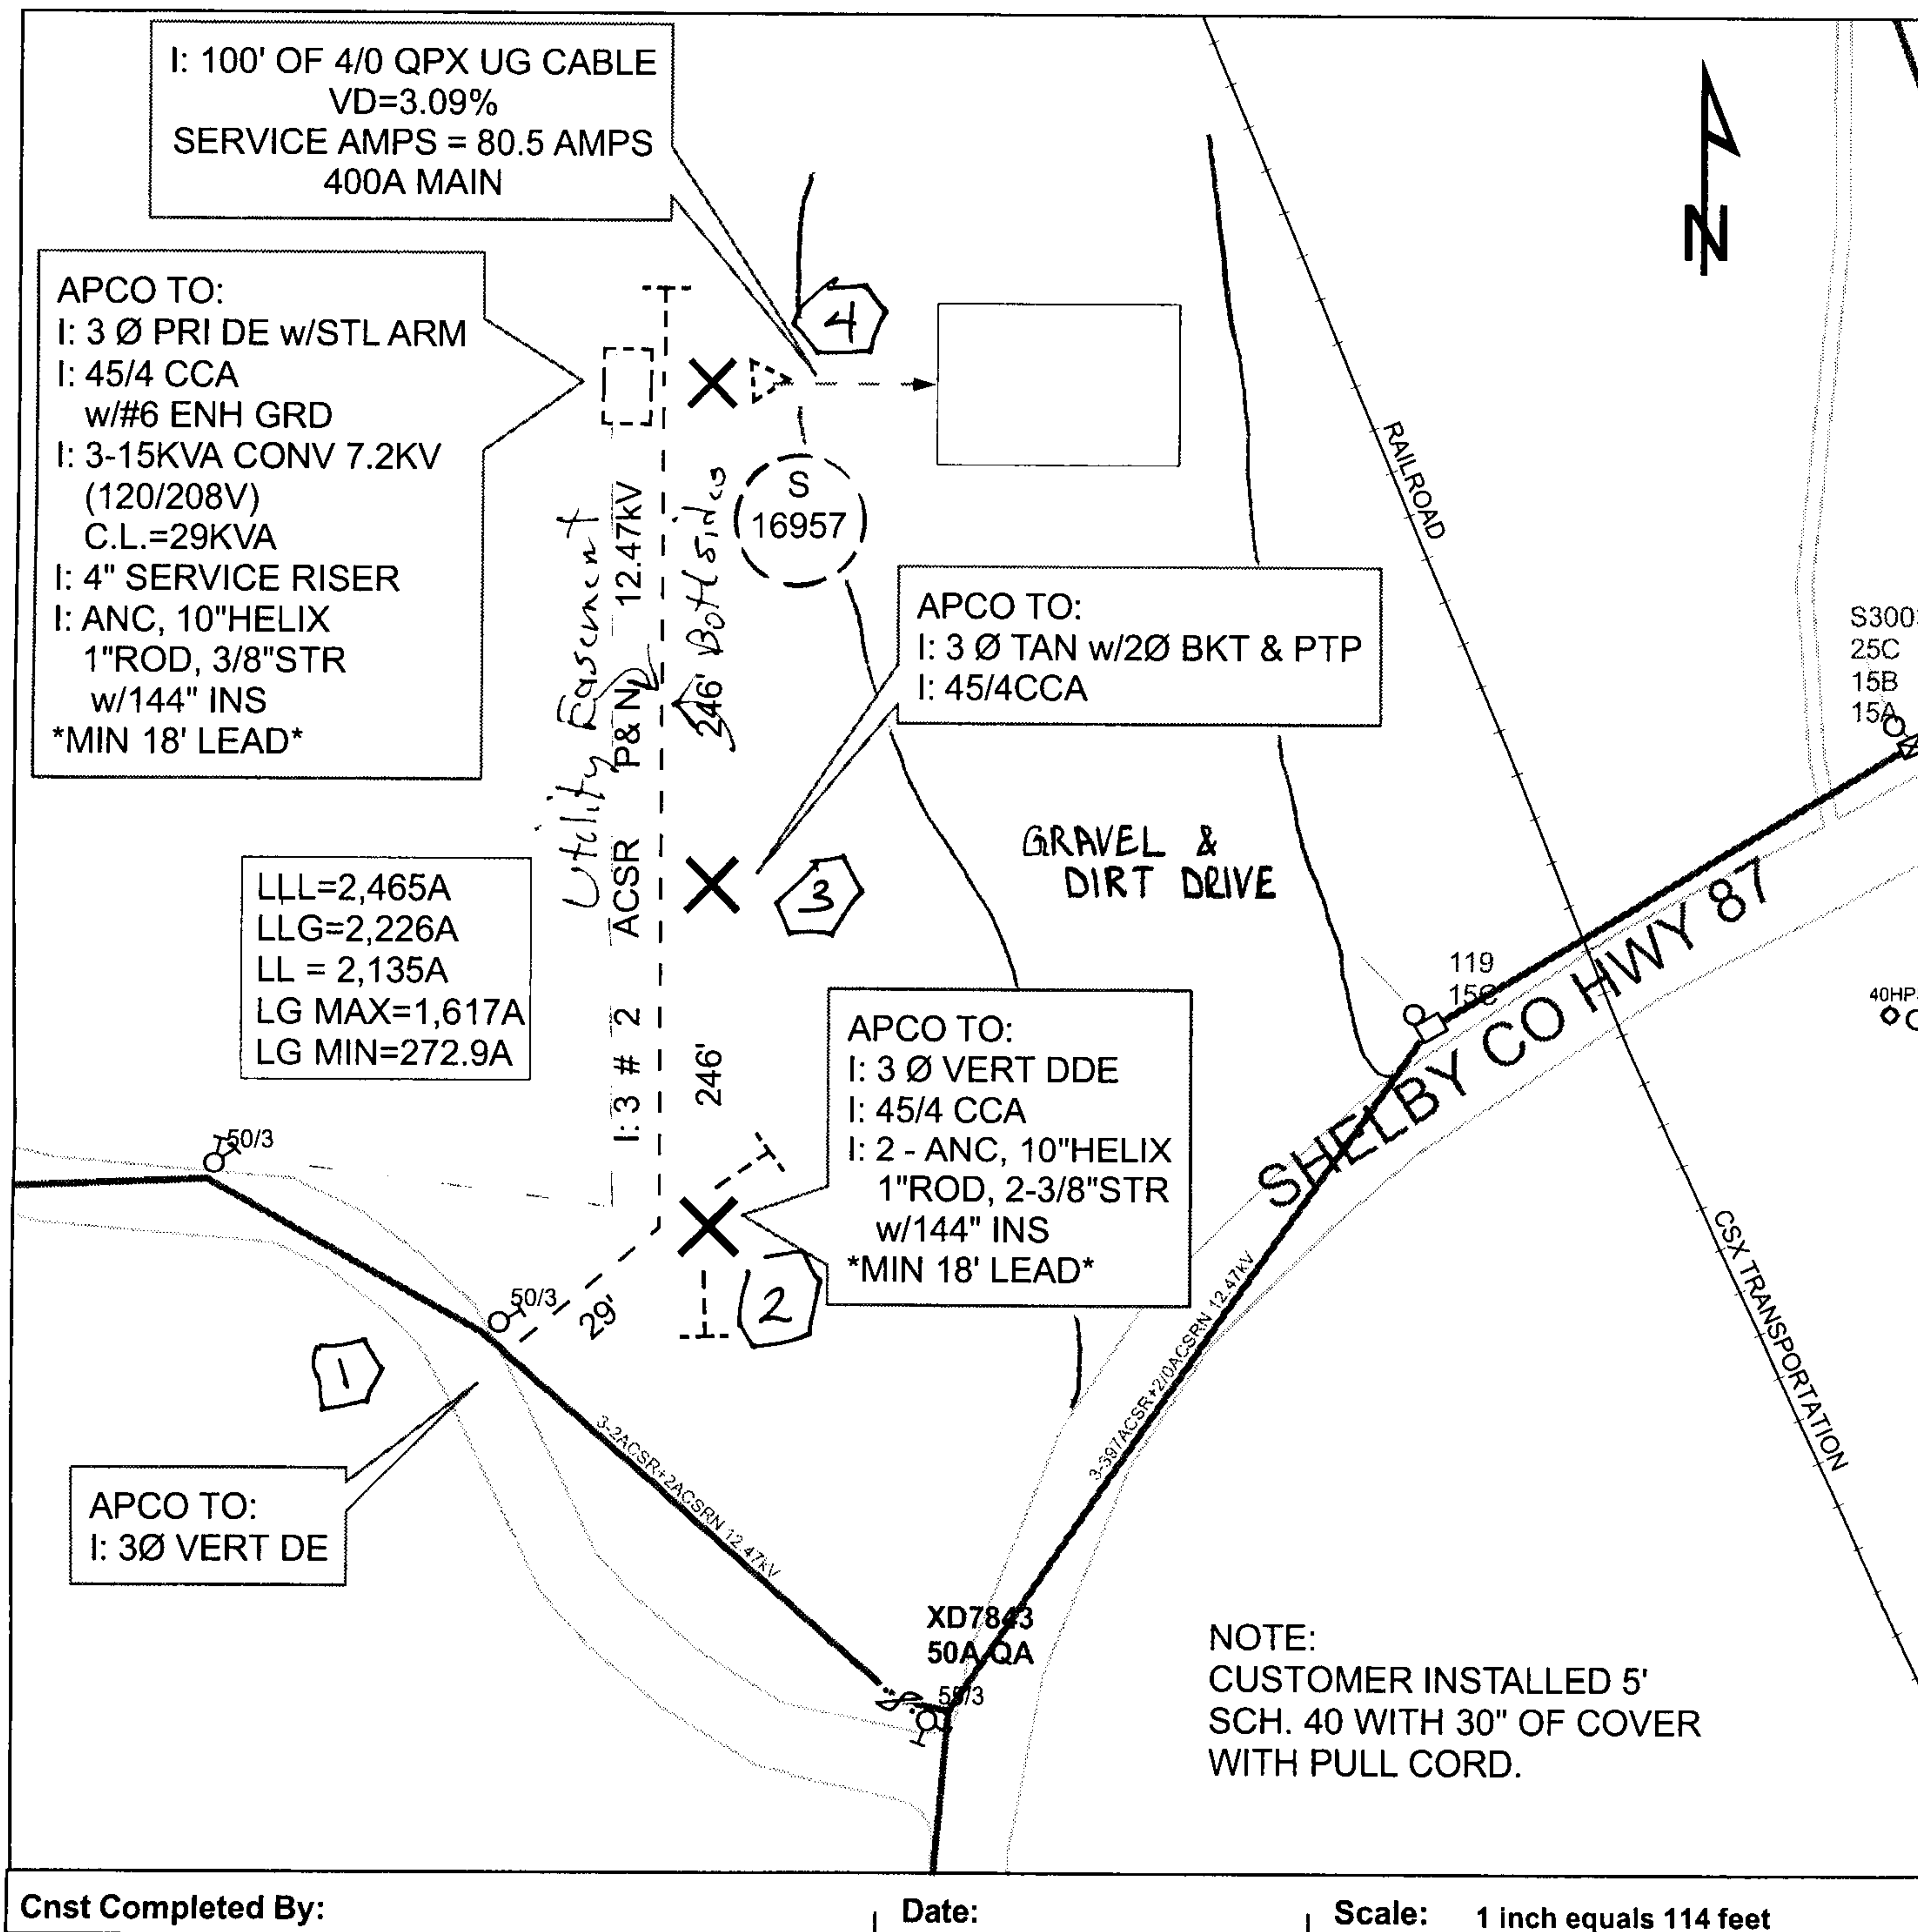 I: 100' OF 4/0 QPX UG CABLE
VD=3.09%
SERVICE AMPS = 80.5 AMPS
400A MAIN
N
APCO TO:
I: 3 Ø PRI DE w/STL ARM
I: 45/4 CCA
w/#6 ENH GRD
I: 3-15KVA CONV 7.2KV
(120/208V)
C.L.=29KVA
I: 4" SERVICE RISER
I: ANC, 10"HELIX
1"ROD, 3/8"STR
w/144" INS
*MIN 18' LEAD*
4
S
16957
RAILROAD
Utility Easement
I: 3 # 2 ACSR P& N 12.47kV
246' Both sides
APCO TO:
I: 3 Ø TAN w/2Ø BKT & PTP
I: 45/4CCA
25C
15B
15A
3
GRAVEL &
DIRT DRIVE
LLL=2,465A
LLG=2,226A
LL = 2,135A
LG MAX=1,617A
LG MIN=272.9A
119
15C
SHELBY CO HWY 87
246'
APCO TO:
I: 3 Ø VERT DDE
I: 45/4 CCA
I: 2 - ANC, 10"HELIX
1"ROD, 2-3/8"STR
w/144" INS
*MIN 18' LEAD*
50/3
50/3
29'
2
1
CSX TRANSPORTATION
3-2ACSR+2ACSRN 12.47kV
3-397ACSR+2/0ACSRN 12.47kV
APCO TO:
I: 3Ø VERT DE
XD7843
50A QA
55/3
NOTE:
CUSTOMER INSTALLED 5'
SCH. 40 WITH 30" OF COVER
WITH PULL CORD.
Cnst Completed By:
Date:
Scale: 1 inch equals 114 feet